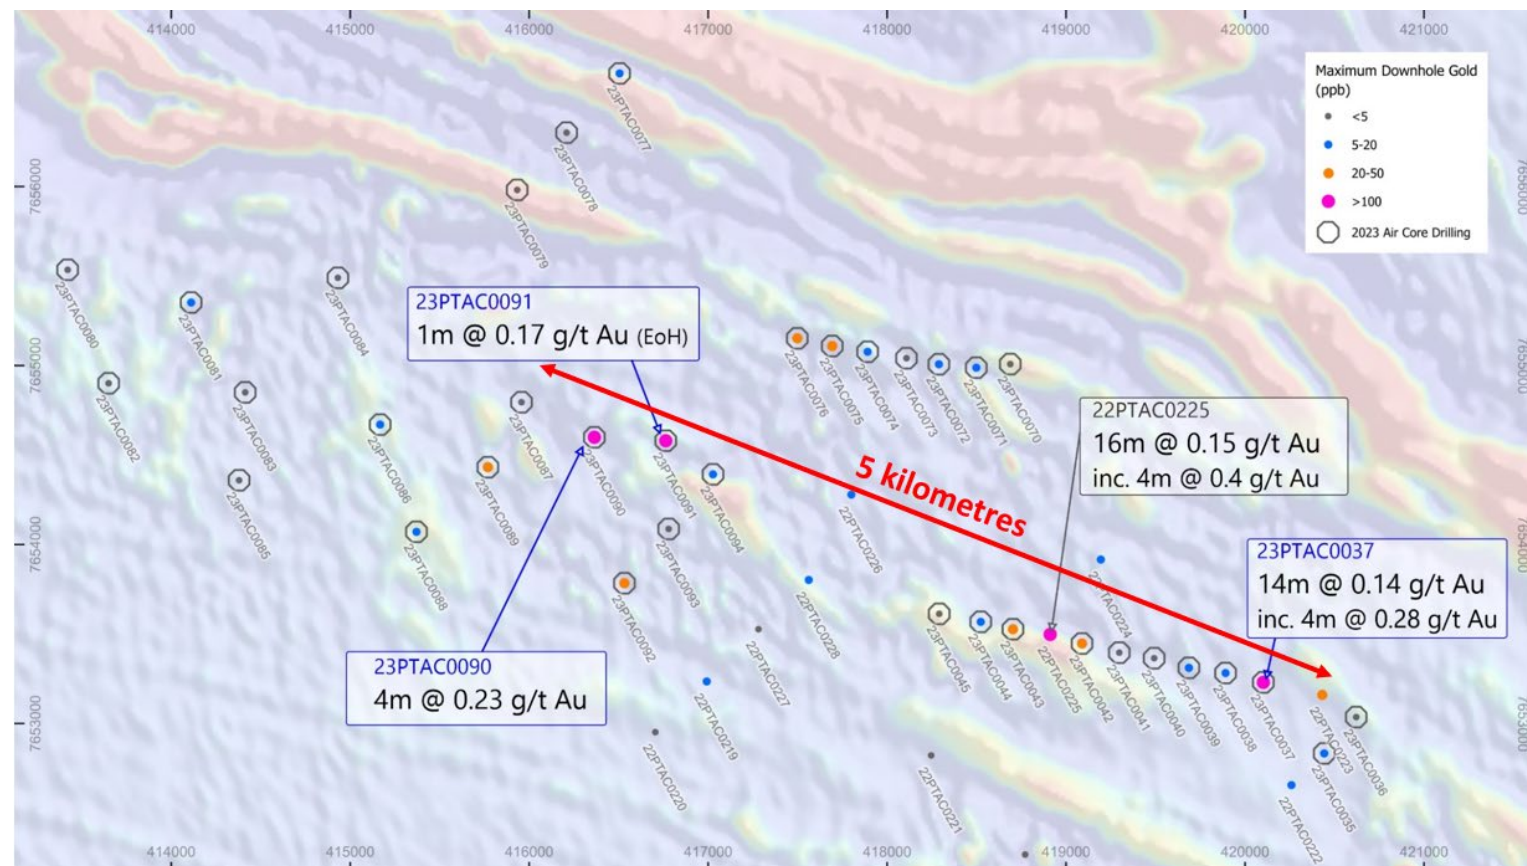 414000
415000
416000
417000
418000
419000
420000
421000
Maximum Downhole Gold
(ppb)
<5
5-20
20-50
>100
2023 Air Core Drilling
7656000
7656000
7655000
7655000
7654000
7654000
7653000
7653000
23PTAC0077
23PTAC0078
23PTAC0079
23PTAC0080
23PTAC0081
23PTAC0084
23PTAC0091
1m @ 0.17 g/t Au (EoH)
23PTAC0076
23PTAC0075
23PTAC0074
23PTAC0073
23PTAC0072
23PTAC0071
23PTAC0070
23PTAC0082
23PTAC0083
23PTAC0086
23PTAC0087
23PTAC0090
23PTAC0091
23PTAC0094
23PTAC0089
23PTAC0085
23PTAC0088
5 kilometres
22PTAC0225
16m @ 0.15 g/t Au
inc. 4m @ 0.4 g/t Au
22PTAC0226
23PTAC0093
23PTAC0092
22PTAC0228
22PTAC0224
22PTAC0227
23PTAC0037
14m @ 0.14 g/t Au
inc. 4m @ 0.28 g/t Au
23PTAC0045
23PTAC0044
23PTAC0043
22PTAC0225
23PTAC0042
23PTAC0041
23PTAC0040
23PTAC0039
23PTAC0038
23PTAC0037
22PTAC0223
23PTAC0036
23PTAC0035
22PTAC0222
23PTAC0090
4m @ 0.23 g/t Au
22PTAC0219
22PTAC0220
22PTAC0221
414000
415000
416000
417000
418000
419000
420000
421000